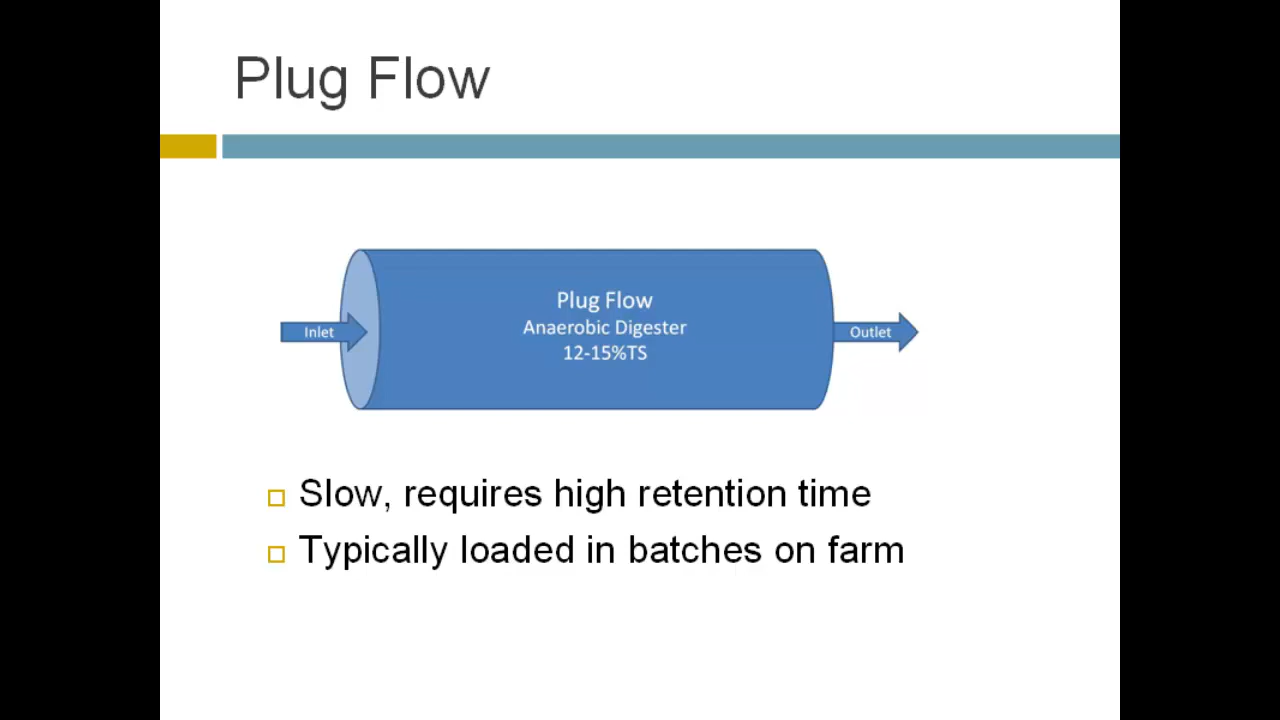 Plug Flow
Plug Flow
Anaerobic Digester
12-15%TS
Inlet
Outlet
Slow, requires high retention time
Typically loaded in batches on farm